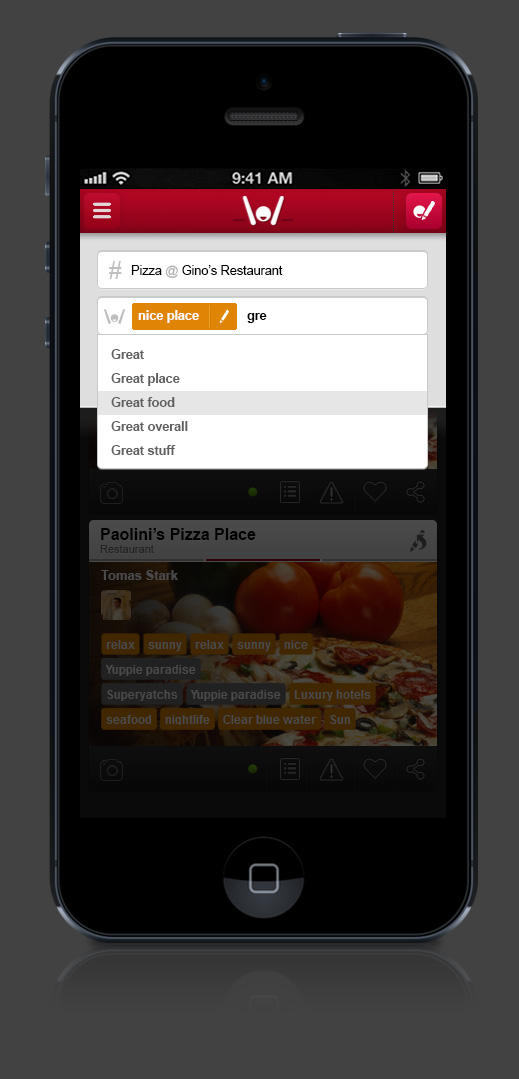 9:41 AM
# Pizza @ Gino's Restaurant
nice place gre
Great
Great place
Great food
Great overall
Great stuff
Paolini's Pizza Place
Restaurant
Tomas Stark
relax sunny relax sunny nice
Yuppie paradise
Superyatchs Yuppie paradise Luxury hotels
seafood nightlife Clear blue water Sun